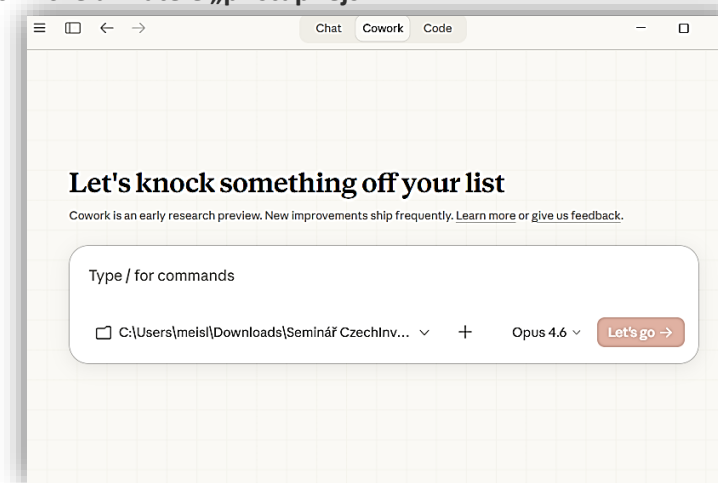 Chat Cowork Code
Let's knock something off your list
Cowork is an early research preview. New improvements ship frequently. Learn more or give us feedback.
Type / for commands
C:\Users\meisl\Downloads\Seminář CzechInv... Opus 4.6 Let's go →